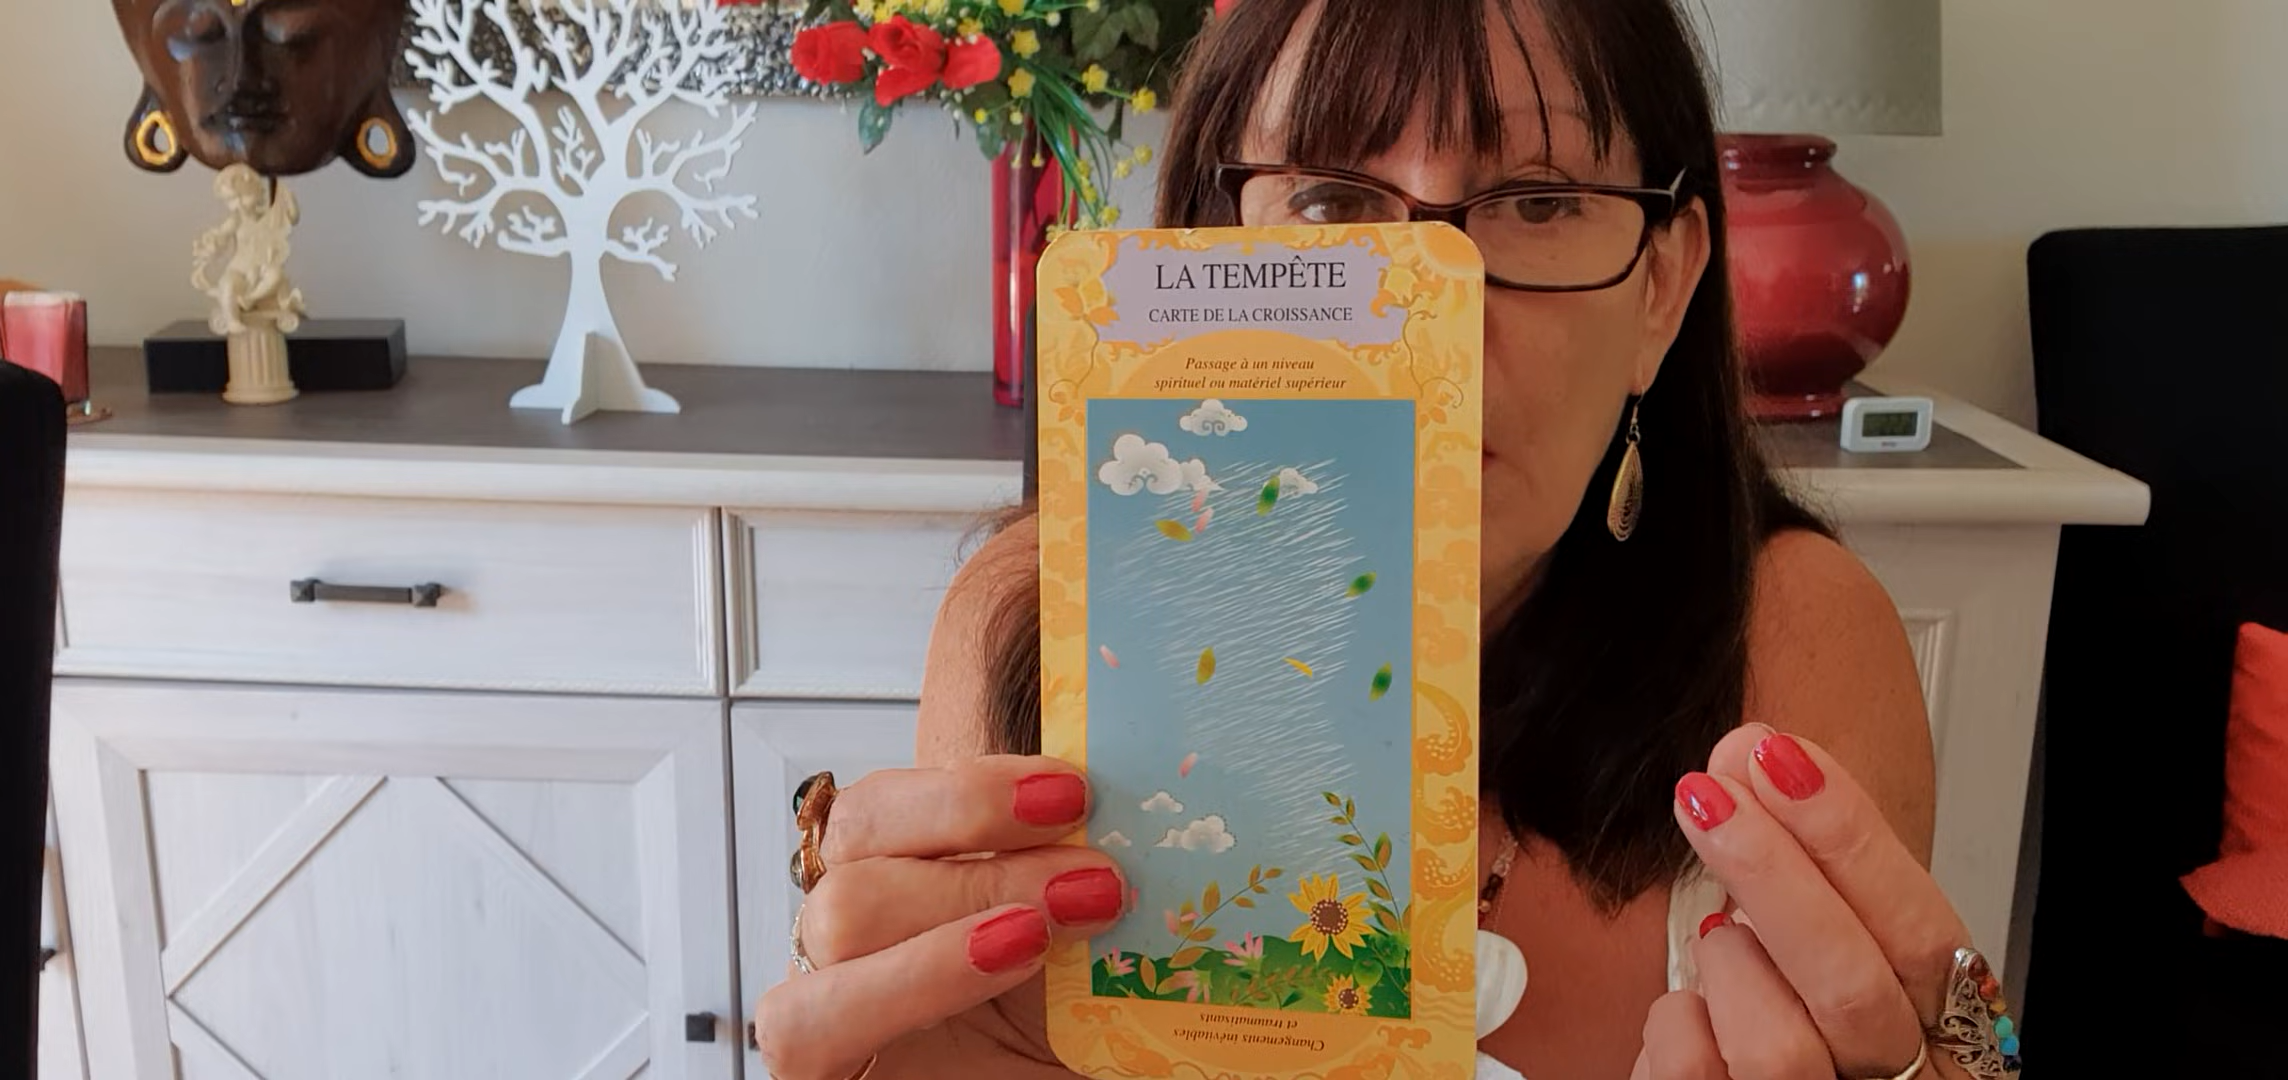 LA TEMPÊTE
CARTE DE LA CROISSANCE
Passage à un niveau
spirituel ou matériel supérieur
Changements inévitables
et traumatisants